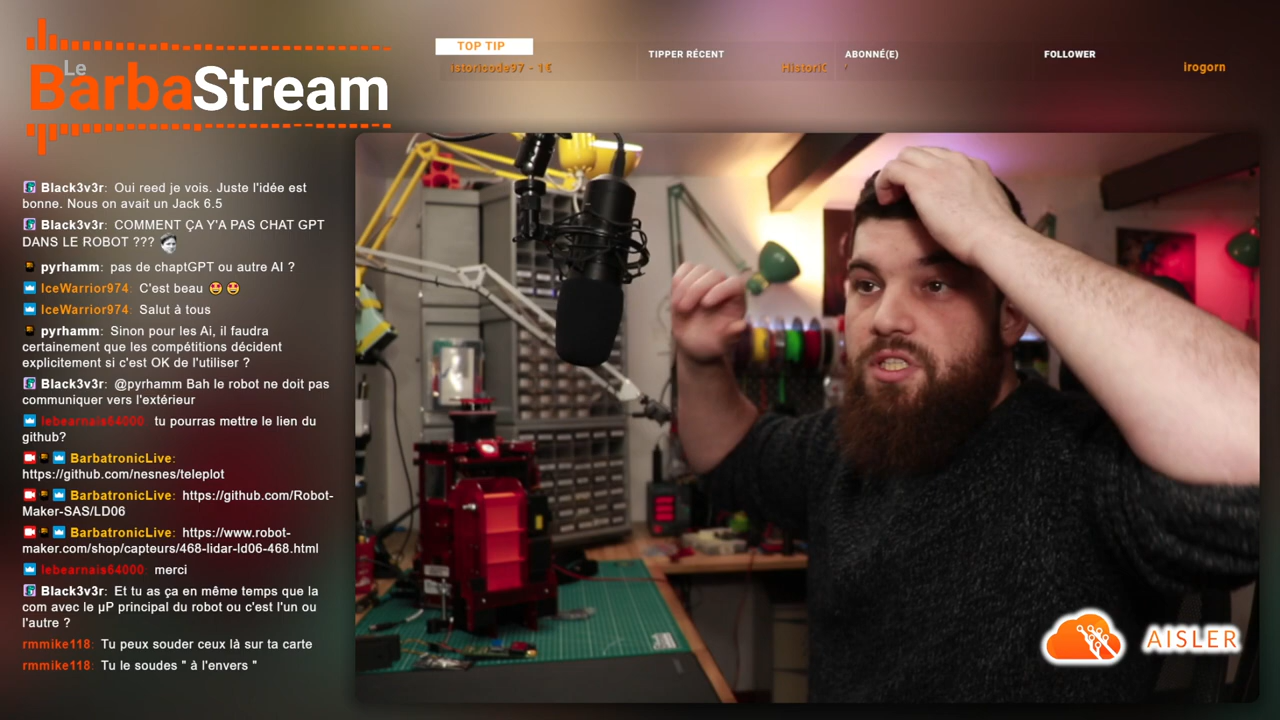 Le
BarbaStream
TOP TIP
istoricode97 - 1€
TIPPER RÉCENT
Histori
ABONNÉ(E)
FOLLOWER
irogorn
Black3v3r: Oui reed je vois. Juste l'idée est
bonne. Nous on avait un Jack 6.5
Black3v3r: COMMENT ÇA Y'A PAS CHAT GPT
DANS LE ROBOT ???
pyrhamm: pas de chaptGPT ou autre AI ?
IceWarrior974: C'est beau 😍 😍
IceWarrior974: Salut à tous
pyrhamm: Sinon pour les Ai, il faudra
certainement que les compétitions décident
explicitement si c'est OK de l'utiliser ?
Black3v3r: @pyrhamm Bah le robot ne doit pas
communiquer vers l'extérieur
lebearnais64000: tu pourras mettre le lien du
github?
BarbatronicLive:
https://github.com/nesnes/teleplot
BarbatronicLive: https://github.com/Robot-
Maker-SAS/LD06
BarbatronicLive: https://www.robot-
maker.com/shop/capteurs/468-lidar-ld06-468.html
lebearnais64000: merci
Black3v3r: Et tu as ça en même temps que la
com avec le µP principal du robot ou c'est l'un ou
l'autre ?
rmmike118: Tu peux souder ceux là sur ta carte
rmmike118: Tu le soudes " à l'envers "
AISLER